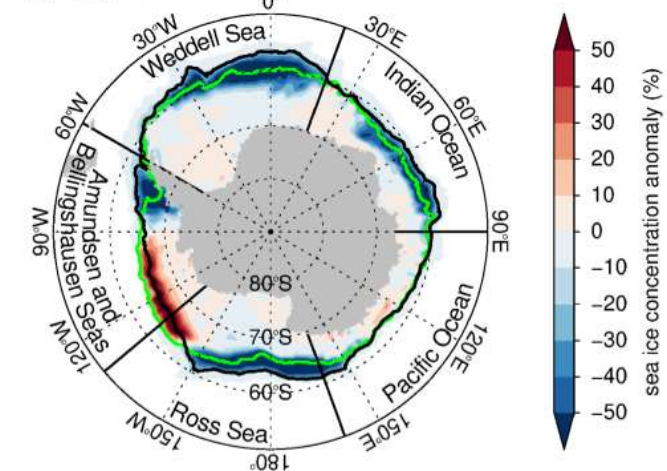 0°
30°W
Weddell Sea
30°E
Indian Ocean
60°E
90°E
60°W
Amundsen and
Bellingshausen Seas
90°W
120°W
80°S
70°S
60°S
Pacific Ocean
120°E
150°E
Ross Sea
150°W
180°
50
40
30
20
10
0
−10
−20
−30
−40
−50
sea ice concentration anomaly (%)